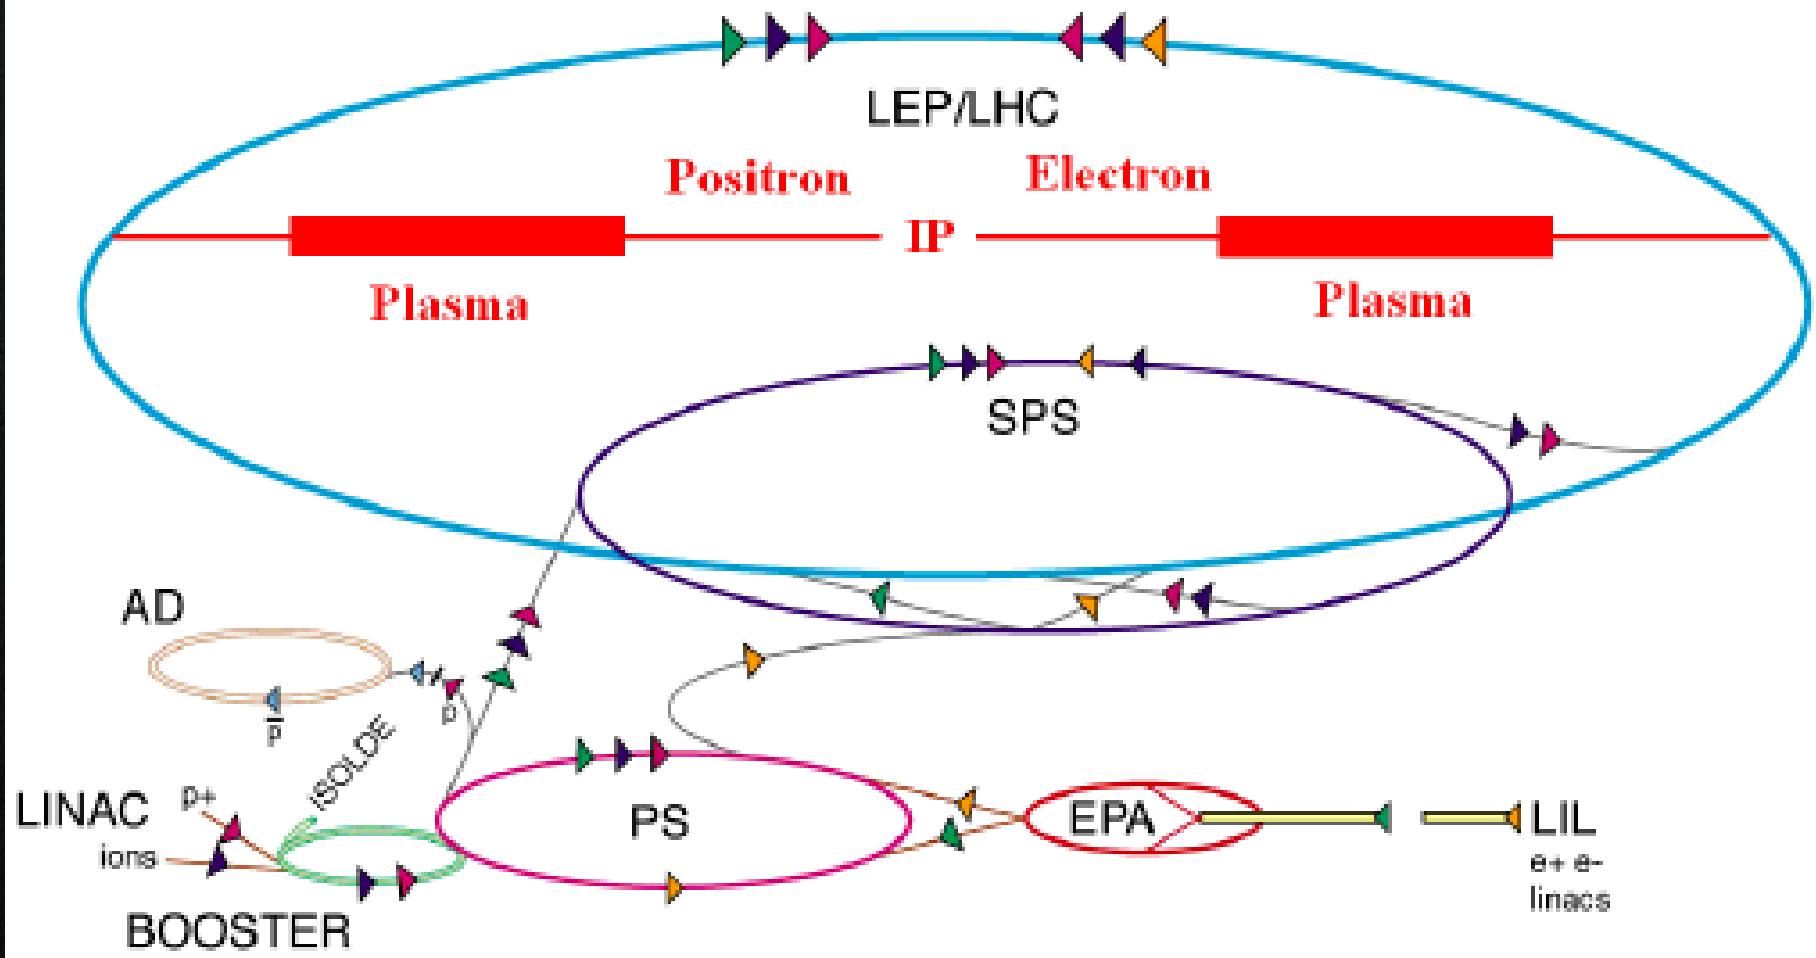 LEP/LHC
Positron
Electron
IP
Plasma
Plasma
SPS
AD
p
p̅
ISOLDE
LINAC
p+
ions
PS
EPA
LIL
e+ e-
linacs
BOOSTER